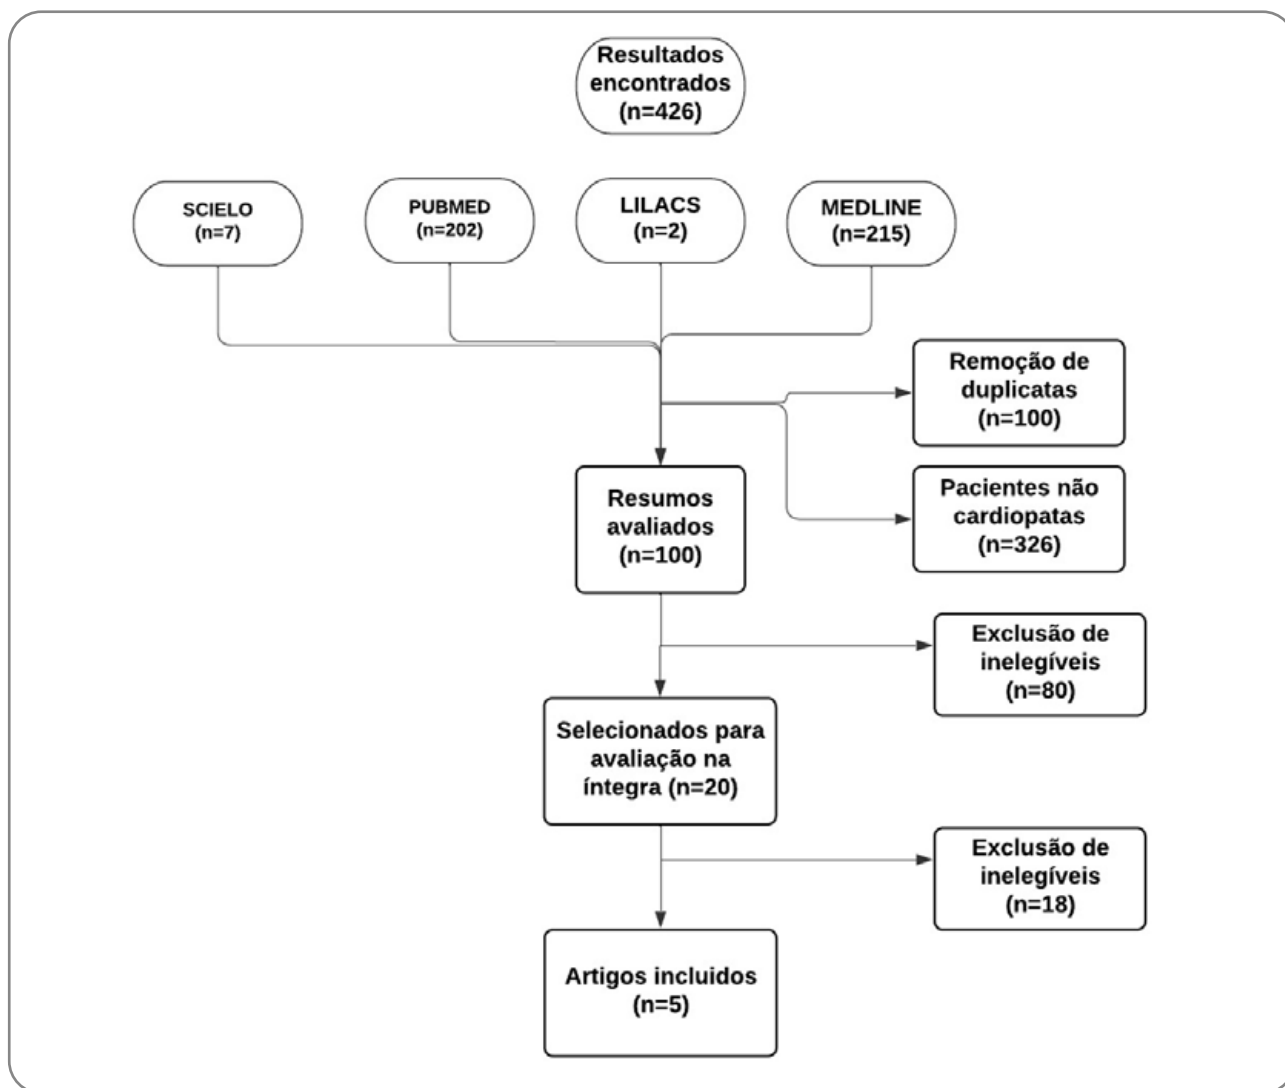 Resultados
encontrados
(n=426)
SCIELO
(n=7)
PUBMED
(n=202)
LILACS
(n=2)
MEDLINE
(n=215)
Remoção de
duplicatas
(n=100)
Resumos
avaliados
(n=100)
Pacientes não
cardiopatas
(n=326)
Exclusão de
inelegíveis
(n=80)
Selecionados para
avaliação na
íntegra (n=20)
Exclusão de
inelegíveis
(n=18)
Artigos incluidos
(n=5)